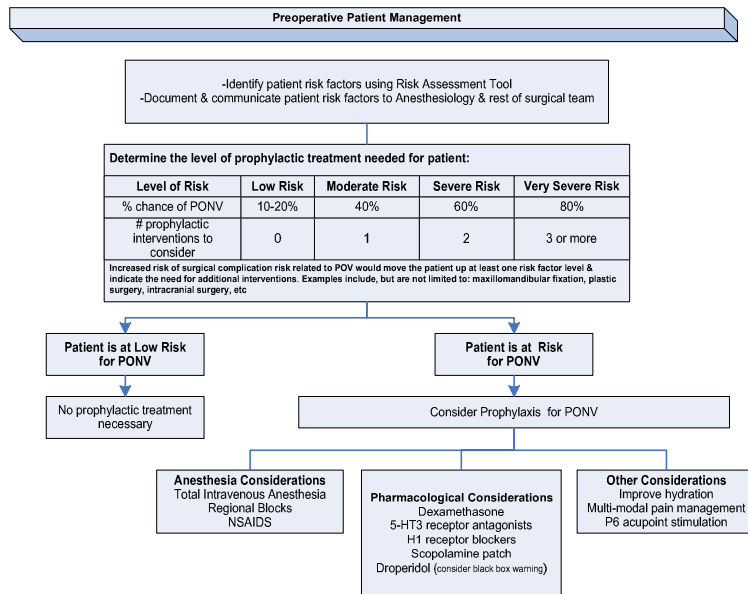 Preoperative Patient Management
-Identify patient risk factors using Risk Assessment Tool
-Document & communicate patient risk factors to Anesthesiology & rest of surgical team
Determine the level of prophylactic treatment needed for patient:
Level of Risk Low Risk Moderate Risk Severe Risk Very Severe Risk
% chance of PONV 10-20% 40% 60% 80%
# prophylactic
interventions to
consider
0 1 2 3 or more
Increased risk of surgical complication risk related to POV would move the patient up at least one risk factor level &
indicate the need for additional interventions. Examples include, but are not limited to: maxillomandibular fixation, plastic
surgery, intracranial surgery, etc
Patient is at Low Risk
for PONV
No prophylactic treatment
necessary
Patient is at Risk
for PONV
Consider Prophylaxis for PONV
Anesthesia Considerations
Total Intravenous Anesthesia
Regional Blocks
NSAIDS
Pharmacological Considerations
Dexamethasone
5-HT3 receptor antagonists
H1 receptor blockers
Scopolamine patch
Droperidol (consider black box warning)
Other Considerations
Improve hydration
Multi-modal pain management
P6 acupoint stimulation